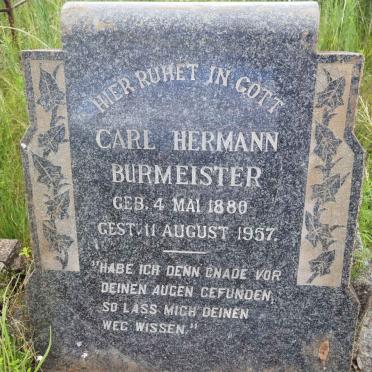 HIER RUHET IN GOTT
CARL HERMANN
BURMEISTER
GEB. 4 MAI 1880
GEST. 11 AUGUST 1957.
"HABE ICH DENN GNADE VOR
DEINEN AUGEN GEFUNDEN,
SO LASS MICH DEINEN
WEG WISSEN."